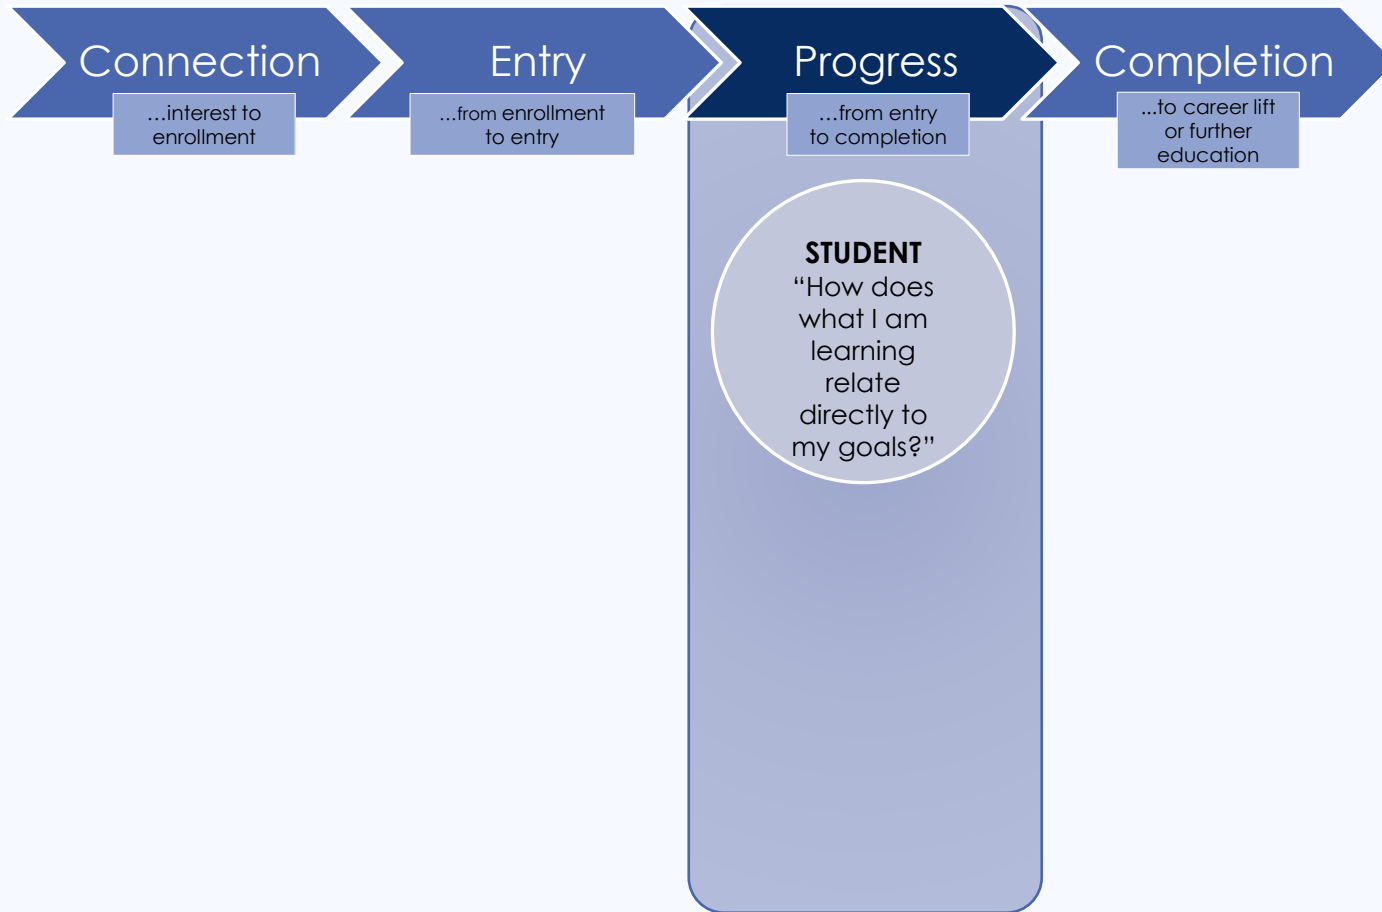 Connection
Entry
Progress
Completion
…interest to
enrollment
...from enrollment
to entry
…from entry
to completion
...to career lift
or further
education
STUDENT
“How does
what I am
learning
relate
directly to
my goals?”